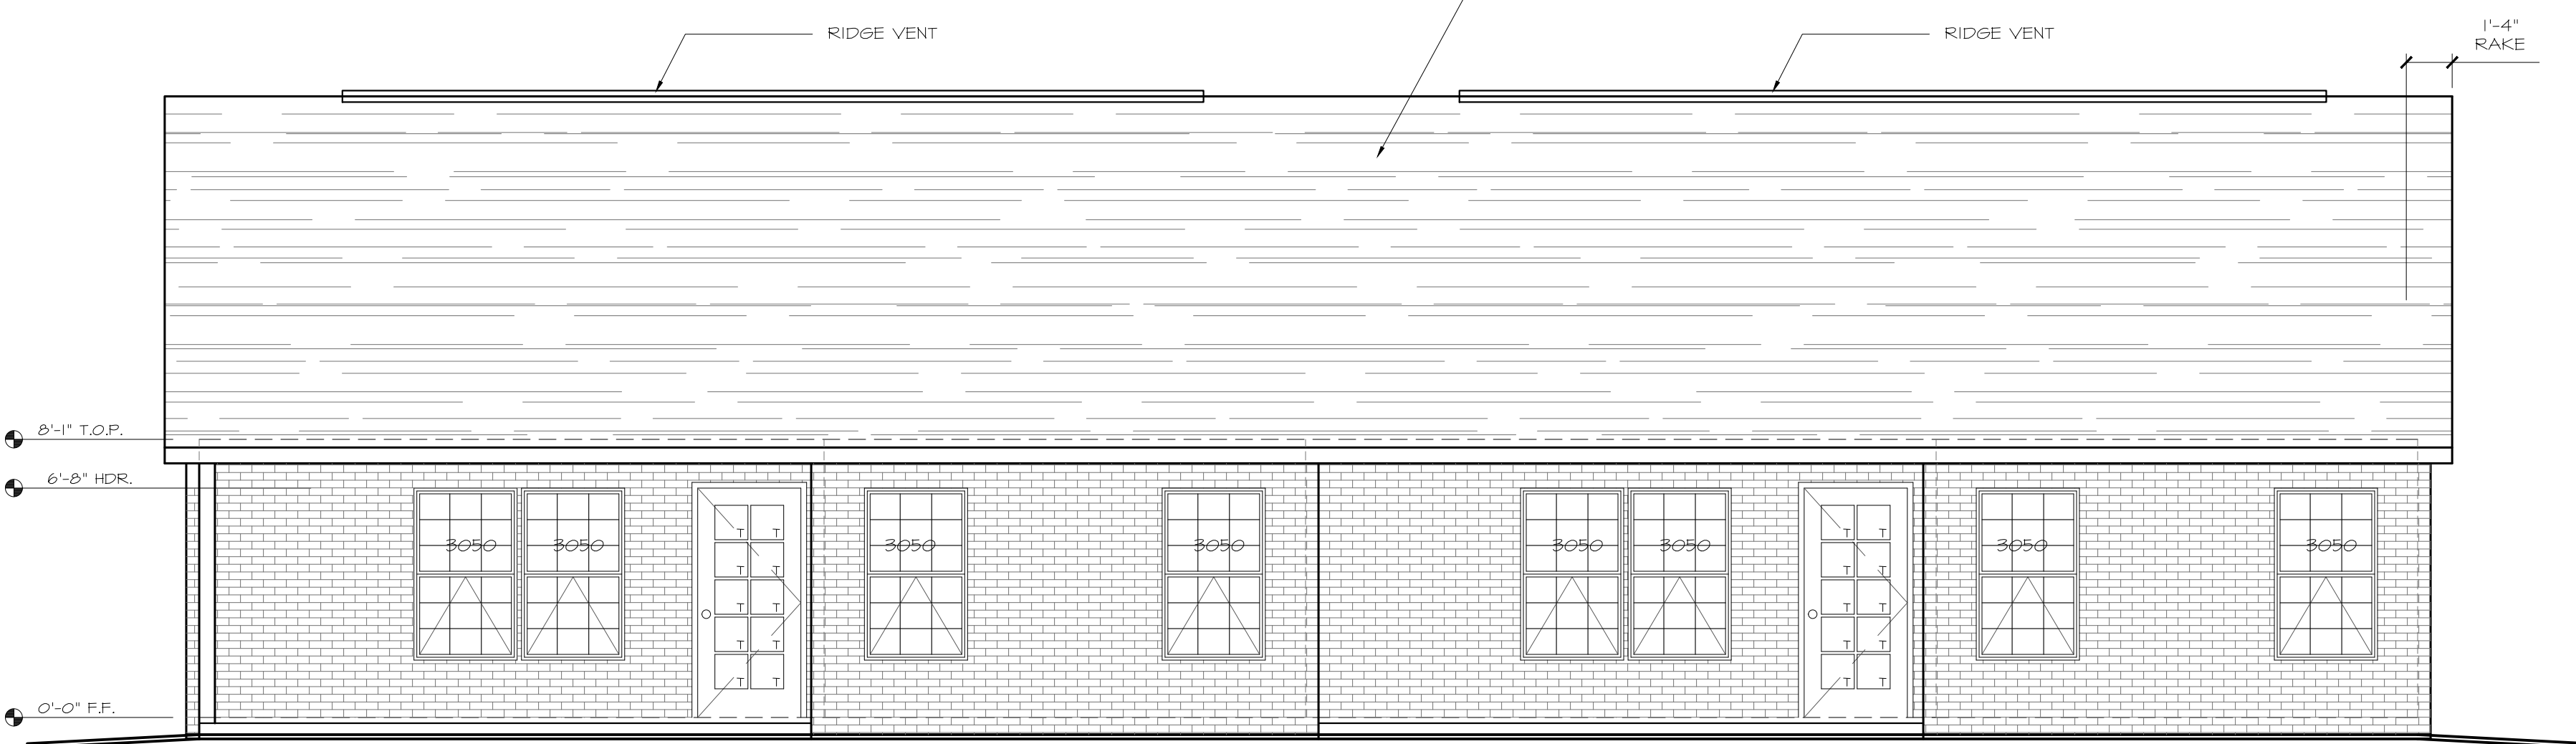 RIDGE VENT
RIDGE VENT
1'-4"
RAKE
8'-1" T.O.P.
6'-8" HDR.
3050 3050 3050 3050 3050 3050 3050 3050
T T T T
T T T T
T T T T
T T T T
T T T T
0'-0" F.F.